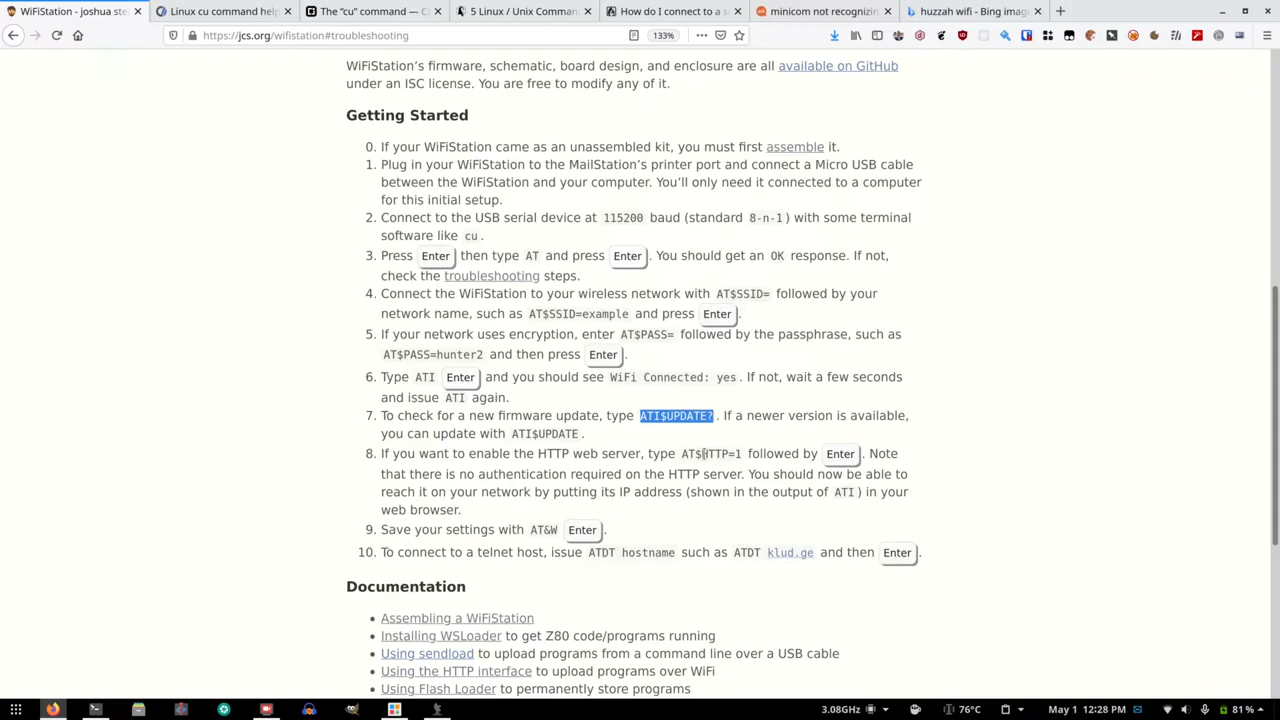 WiFiStation - joshua ste
Linux cu command help
The "cu" command — C
5 Linux / Unix Comman
How do I connect to a s
minicom not recognizin
huzzah wifi - Bing imag
https://jcs.org/wifistation#troubleshooting
133%
WiFiStation's firmware, schematic, board design, and enclosure are all available on GitHub
under an ISC license. You are free to modify any of it.
Getting Started
0. If your WiFiStation came as an unassembled kit, you must first assemble it.
1. Plug in your WiFiStation to the MailStation's printer port and connect a Micro USB cable
between the WiFiStation and your computer. You'll only need it connected to a computer
for this initial setup.
2. Connect to the USB serial device at 115200 baud (standard 8-n-1) with some terminal
software like cu.
3. Press Enter then type AT and press Enter. You should get an OK response. If not,
check the troubleshooting steps.
4. Connect the WiFiStation to your wireless network with AT$SSID= followed by your
network name, such as AT$SSID=example and press Enter.
5. If your network uses encryption, enter AT$PASS= followed by the passphrase, such as
AT$PASS=hunter2 and then press Enter.
6. Type ATI Enter and you should see WiFi Connected: yes. If not, wait a few seconds
and issue ATI again.
7. To check for a new firmware update, type ATI$UPDATE?. If a newer version is available,
you can update with ATI$UPDATE.
8. If you want to enable the HTTP web server, type AT$HTTP=1 followed by Enter. Note
that there is no authentication required on the HTTP server. You should now be able to
reach it on your network by putting its IP address (shown in the output of ATI) in your
web browser.
9. Save your settings with AT&W Enter.
10. To connect to a telnet host, issue ATDT hostname such as ATDT klud.ge and then Enter.
Documentation
• Assembling a WiFiStation
• Installing WSLoader to get Z80 code/programs running
• Using sendload to upload programs from a command line over a USB cable
• Using the HTTP interface to upload programs over WiFi
• Using Flash Loader to permanently store programs
3.08GHz
76°C
May 1 12:28 PM
81 %